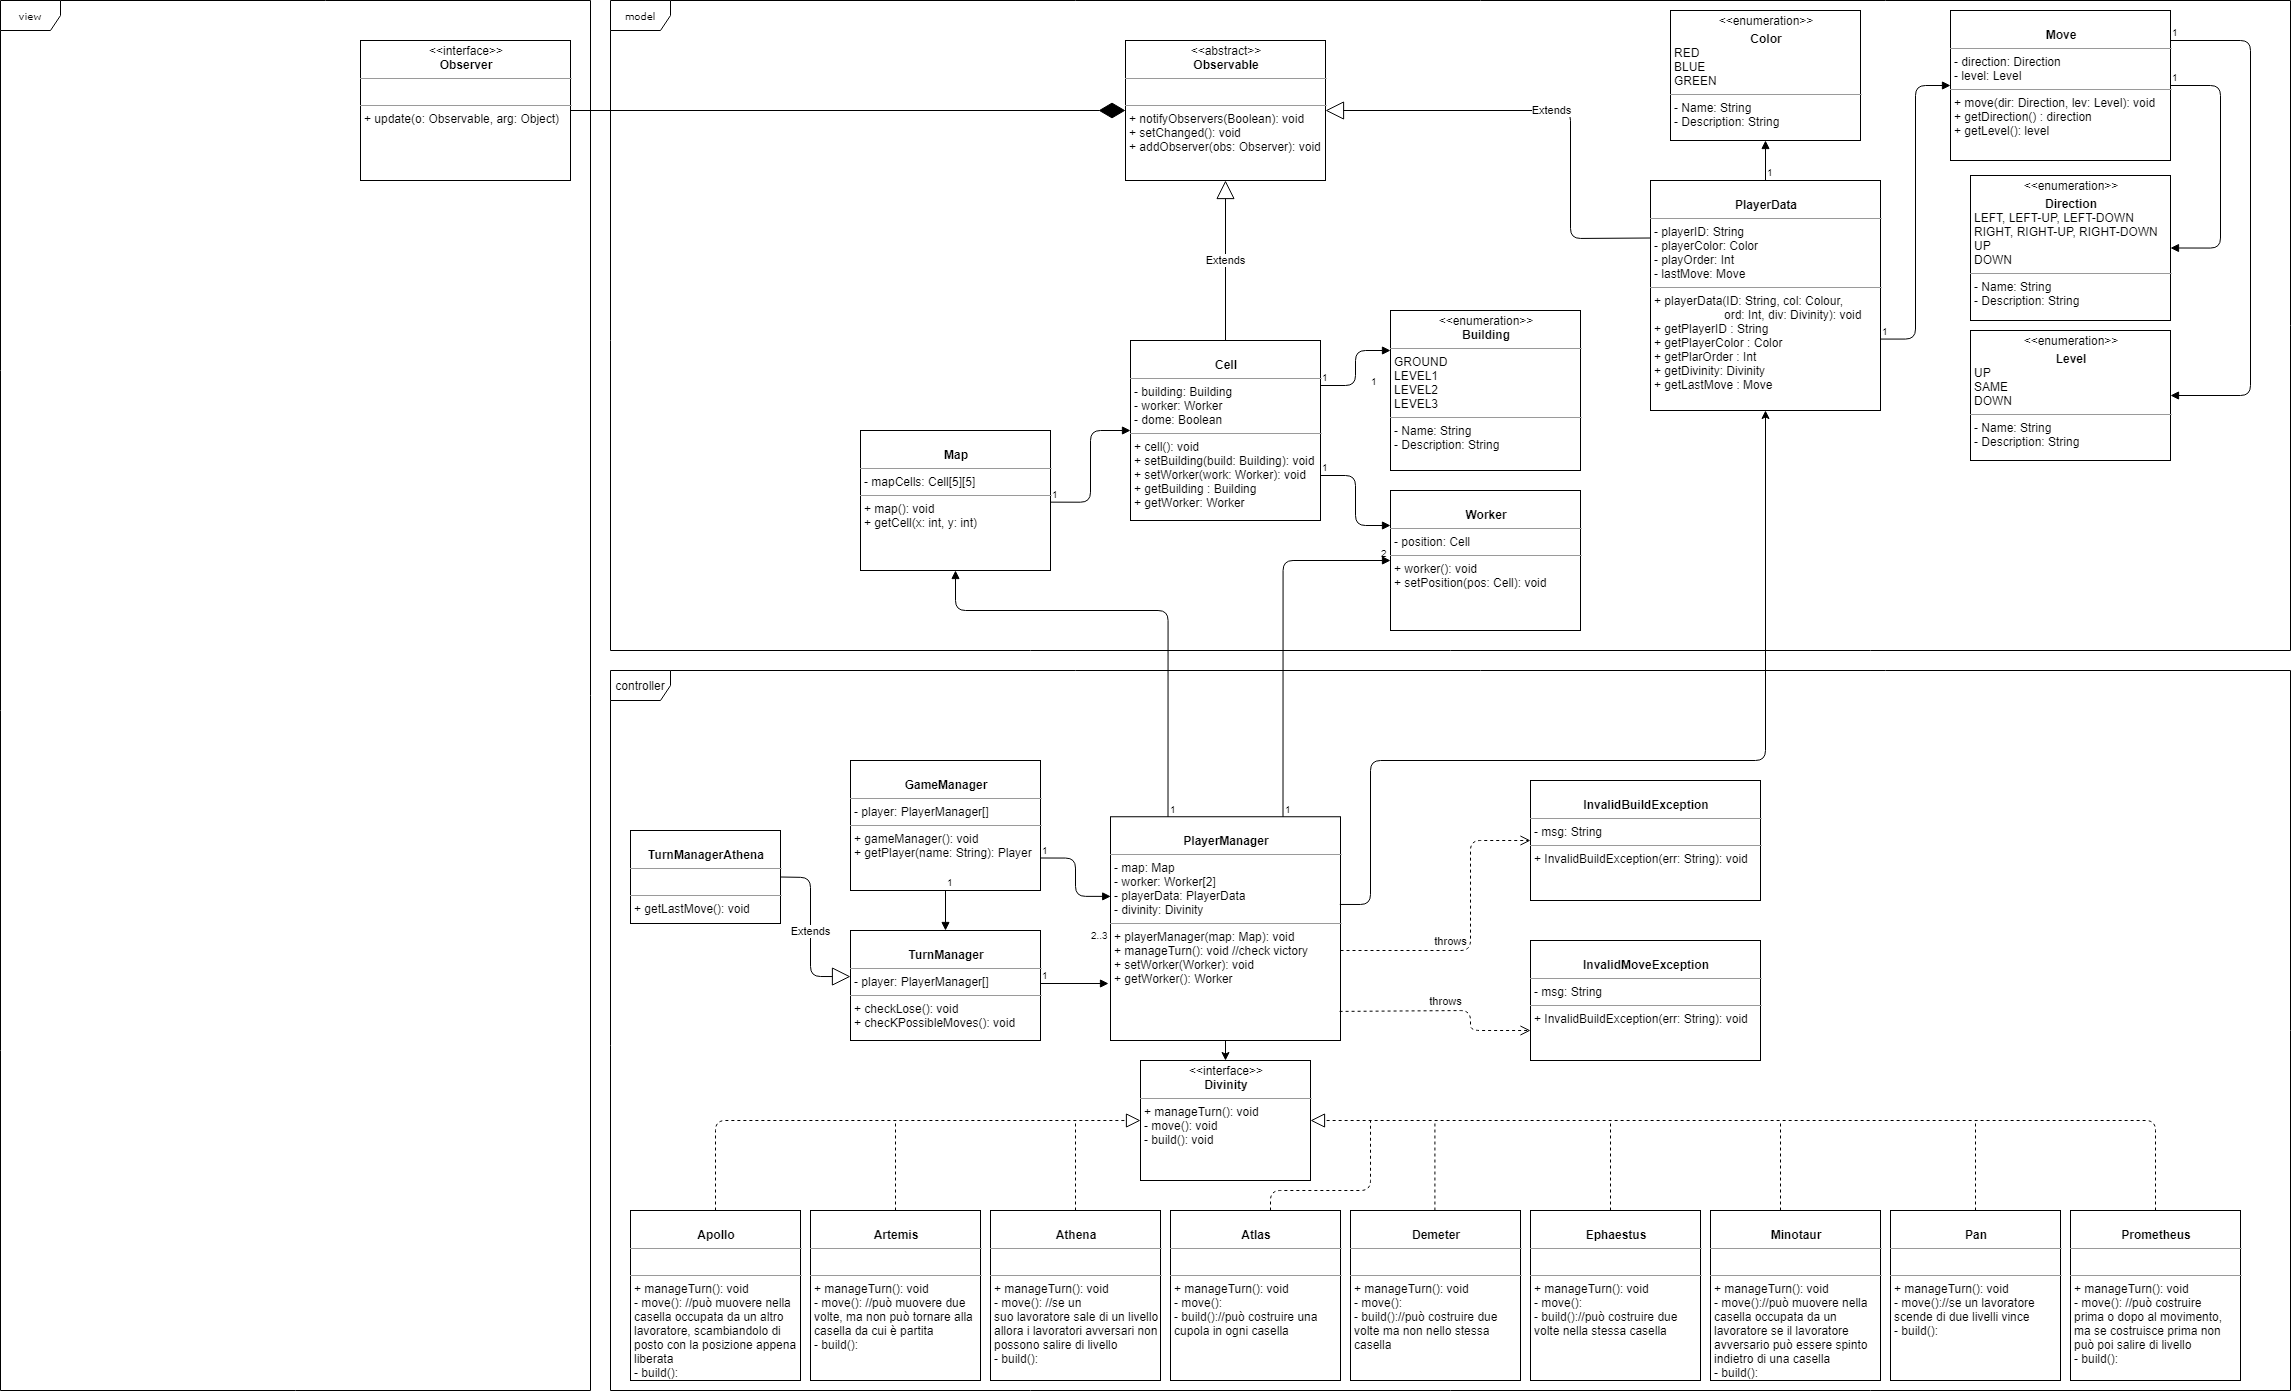 view
<<interface>>
Observer
+ update(o: Observable, arg: Object)
model
<<abstract>>
Observable
+ notifyObservers(Boolean): void
+ setChanged(): void
+ addObserver(obs: Observer): void
Extends
Extends
<<enumeration>>
Color
RED
BLUE
GREEN
- Name: String
- Description: String
1
Move
- direction: Direction
- level: Level
+ move(dir: Direction, lev: Level): void
+ getDirection() : direction
+ getLevel(): level
1
1
<<enumeration>>
Direction
LEFT, LEFT-UP, LEFT-DOWN
RIGHT, RIGHT-UP, RIGHT-DOWN
UP
DOWN
- Name: String
- Description: String
<<enumeration>>
Level
UP
SAME
DOWN
- Name: String
- Description: String
PlayerData
- playerID: String
- playerColor: Color
- playOrder: Int
- lastMove: Move
+ playerData(ID: String, col: Colour,
ord: Int, div: Divinity): void
+ getPlayerID : String
+ getPlayerColor : Color
+ getPlarOrder : Int
+ getDivinity: Divinity
+ getLastMove : Move
1
<<enumeration>>
Building
GROUND
LEVEL1
LEVEL2
LEVEL3
- Name: String
- Description: String
Cell
- building: Building
- worker: Worker
- dome: Boolean
+ cell(): void
+ setBuilding(build: Building): void
+ setWorker(work: Worker): void
+ getBuilding : Building
+ getWorker: Worker
1
1
1
Map
- mapCells: Cell[5][5]
+ map(): void
+ getCell(x: int, y: int)
1
Worker
- position: Cell
+ worker(): void
+ setPosition(pos: Cell): void
2
controller
GameManager
- player: PlayerManager[]
+ gameManager(): void
+ getPlayer(name: String): Player
1
1
TurnManagerAthena
+ getLastMove(): void
Extends
TurnManager
- player: PlayerManager[]
+ checkLose(): void
+ checKPossibleMoves(): void
1
1
1
PlayerManager
- map: Map
- worker: Worker[2]
- playerData: PlayerData
- divinity: Divinity
+ playerManager(map: Map): void
+ manageTurn(): void //check victory
+ setWorker(Worker): void
+ getWorker(): Worker
2..3
throws
throws
InvalidBuildException
- msg: String
+ InvalidBuildException(err: String): void
InvalidMoveException
- msg: String
+ InvalidBuildException(err: String): void
<<interface>>
Divinity
+ manageTurn(): void
- move(): void
- build(): void
Apollo
+ manageTurn(): void
- move(): //può muovere nella
casella occupata da un altro
lavoratore, scambiandolo di
posto con la posizione appena
liberata
- build():
Artemis
+ manageTurn(): void
- move(): //può muovere due
volte, ma non può tornare alla
casella da cui è partita
- build():
Athena
+ manageTurn(): void
- move(): //se un
suo lavoratore sale di un livello
allora i lavoratori avversari non
possono salire di livello
- build():
Atlas
+ manageTurn(): void
- move():
- build()://può costruire una
cupola in ogni casella
Demeter
+ manageTurn(): void
- move():
- build()://può costruire due
volte ma non nello stessa
casella
Ephaestus
+ manageTurn(): void
- move():
- build()://può costruire due
volte nella stessa casella
Minotaur
+ manageTurn(): void
- move()://può muovere nella
casella occupata da un
lavoratore se il lavoratore
avversario può essere spinto
indietro di una casella
- build():
Pan
+ manageTurn(): void
- move()://se un lavoratore
scende di due livelli vince
- build():
Prometheus
+ manageTurn(): void
- move(): //può costruire
prima o dopo al movimento,
ma se costruisce prima non
può poi salire di livello
- build():